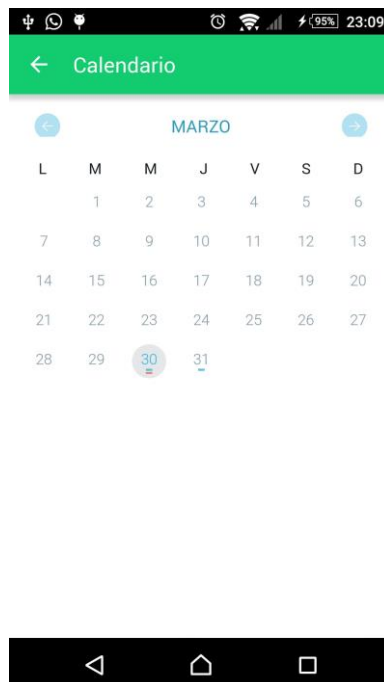 95% 23:09
Calendario
MARZO
L M M J V S D
1 2 3 4 5 6
7 8 9 10 11 12 13
14 15 16 17 18 19 20
21 22 23 24 25 26 27
28 29 30 31